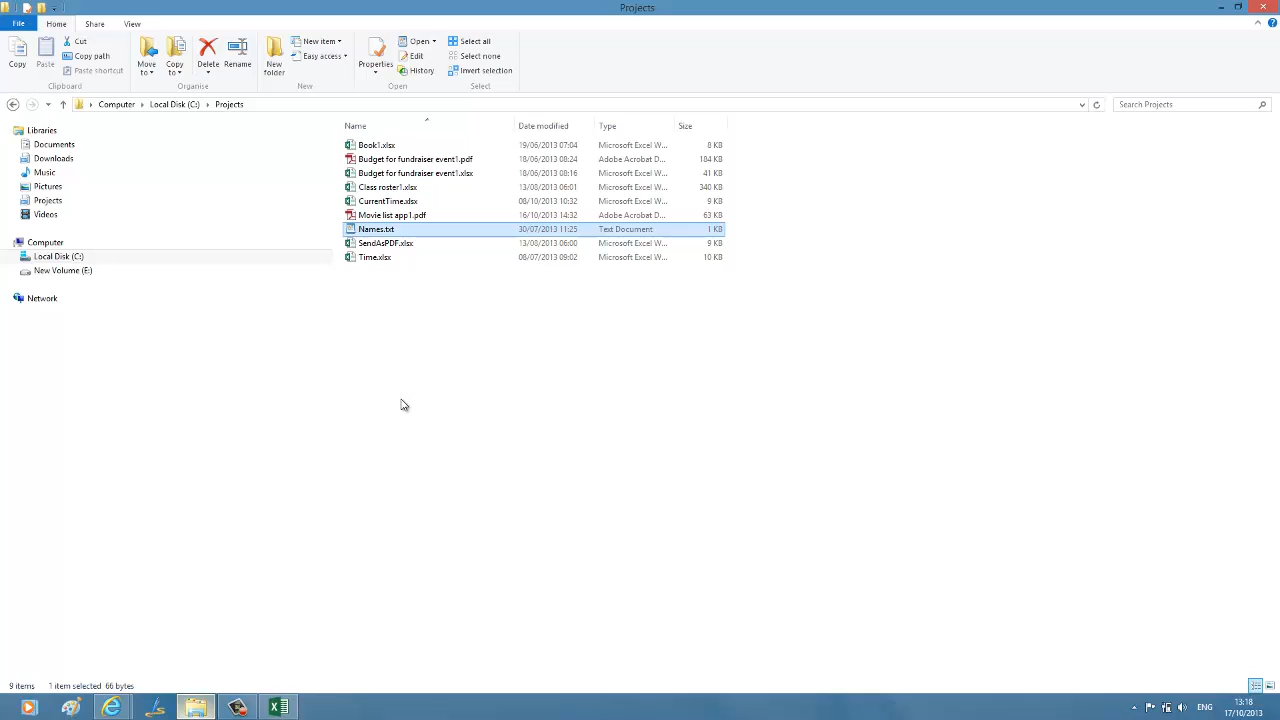 Projects
File Home Share View
Copy
Paste
Cut
Copy path
Paste shortcut
Clipboard
Move to
Copy to
Delete
Rename
Organise
New folder
New item
Easy access
New
Properties
Open
Edit
History
Open
Select all
Select none
Invert selection
Select
Computer Local Disk (C:) Projects
Search Projects
Libraries
Documents
Downloads
Music
Pictures
Projects
Videos
Computer
Local Disk (C:)
New Volume (E:)
Network
Name Date modified Type Size
Book1.xlsx 19/06/2013 07:04 Microsoft Excel W... 8 KB
Budget for fundraiser event1.pdf 18/06/2013 08:24 Adobe Acrobat D... 184 KB
Budget for fundraiser event1.xlsx 18/06/2013 08:16 Microsoft Excel W... 41 KB
Class roster1.xlsx 13/08/2013 06:01 Microsoft Excel W... 340 KB
CurrentTime.xlsx 08/10/2013 10:32 Microsoft Excel W... 9 KB
Movie list app1.pdf 16/10/2013 14:32 Adobe Acrobat D... 63 KB
Names.txt 30/07/2013 11:25 Text Document 1 KB
SendAsPDF.xlsx 13/08/2013 06:00 Microsoft Excel W... 9 KB
Time.xlsx 08/07/2013 09:02 Microsoft Excel W... 10 KB
9 items 1 item selected 66 bytes
ENG
13:18
17/10/2013